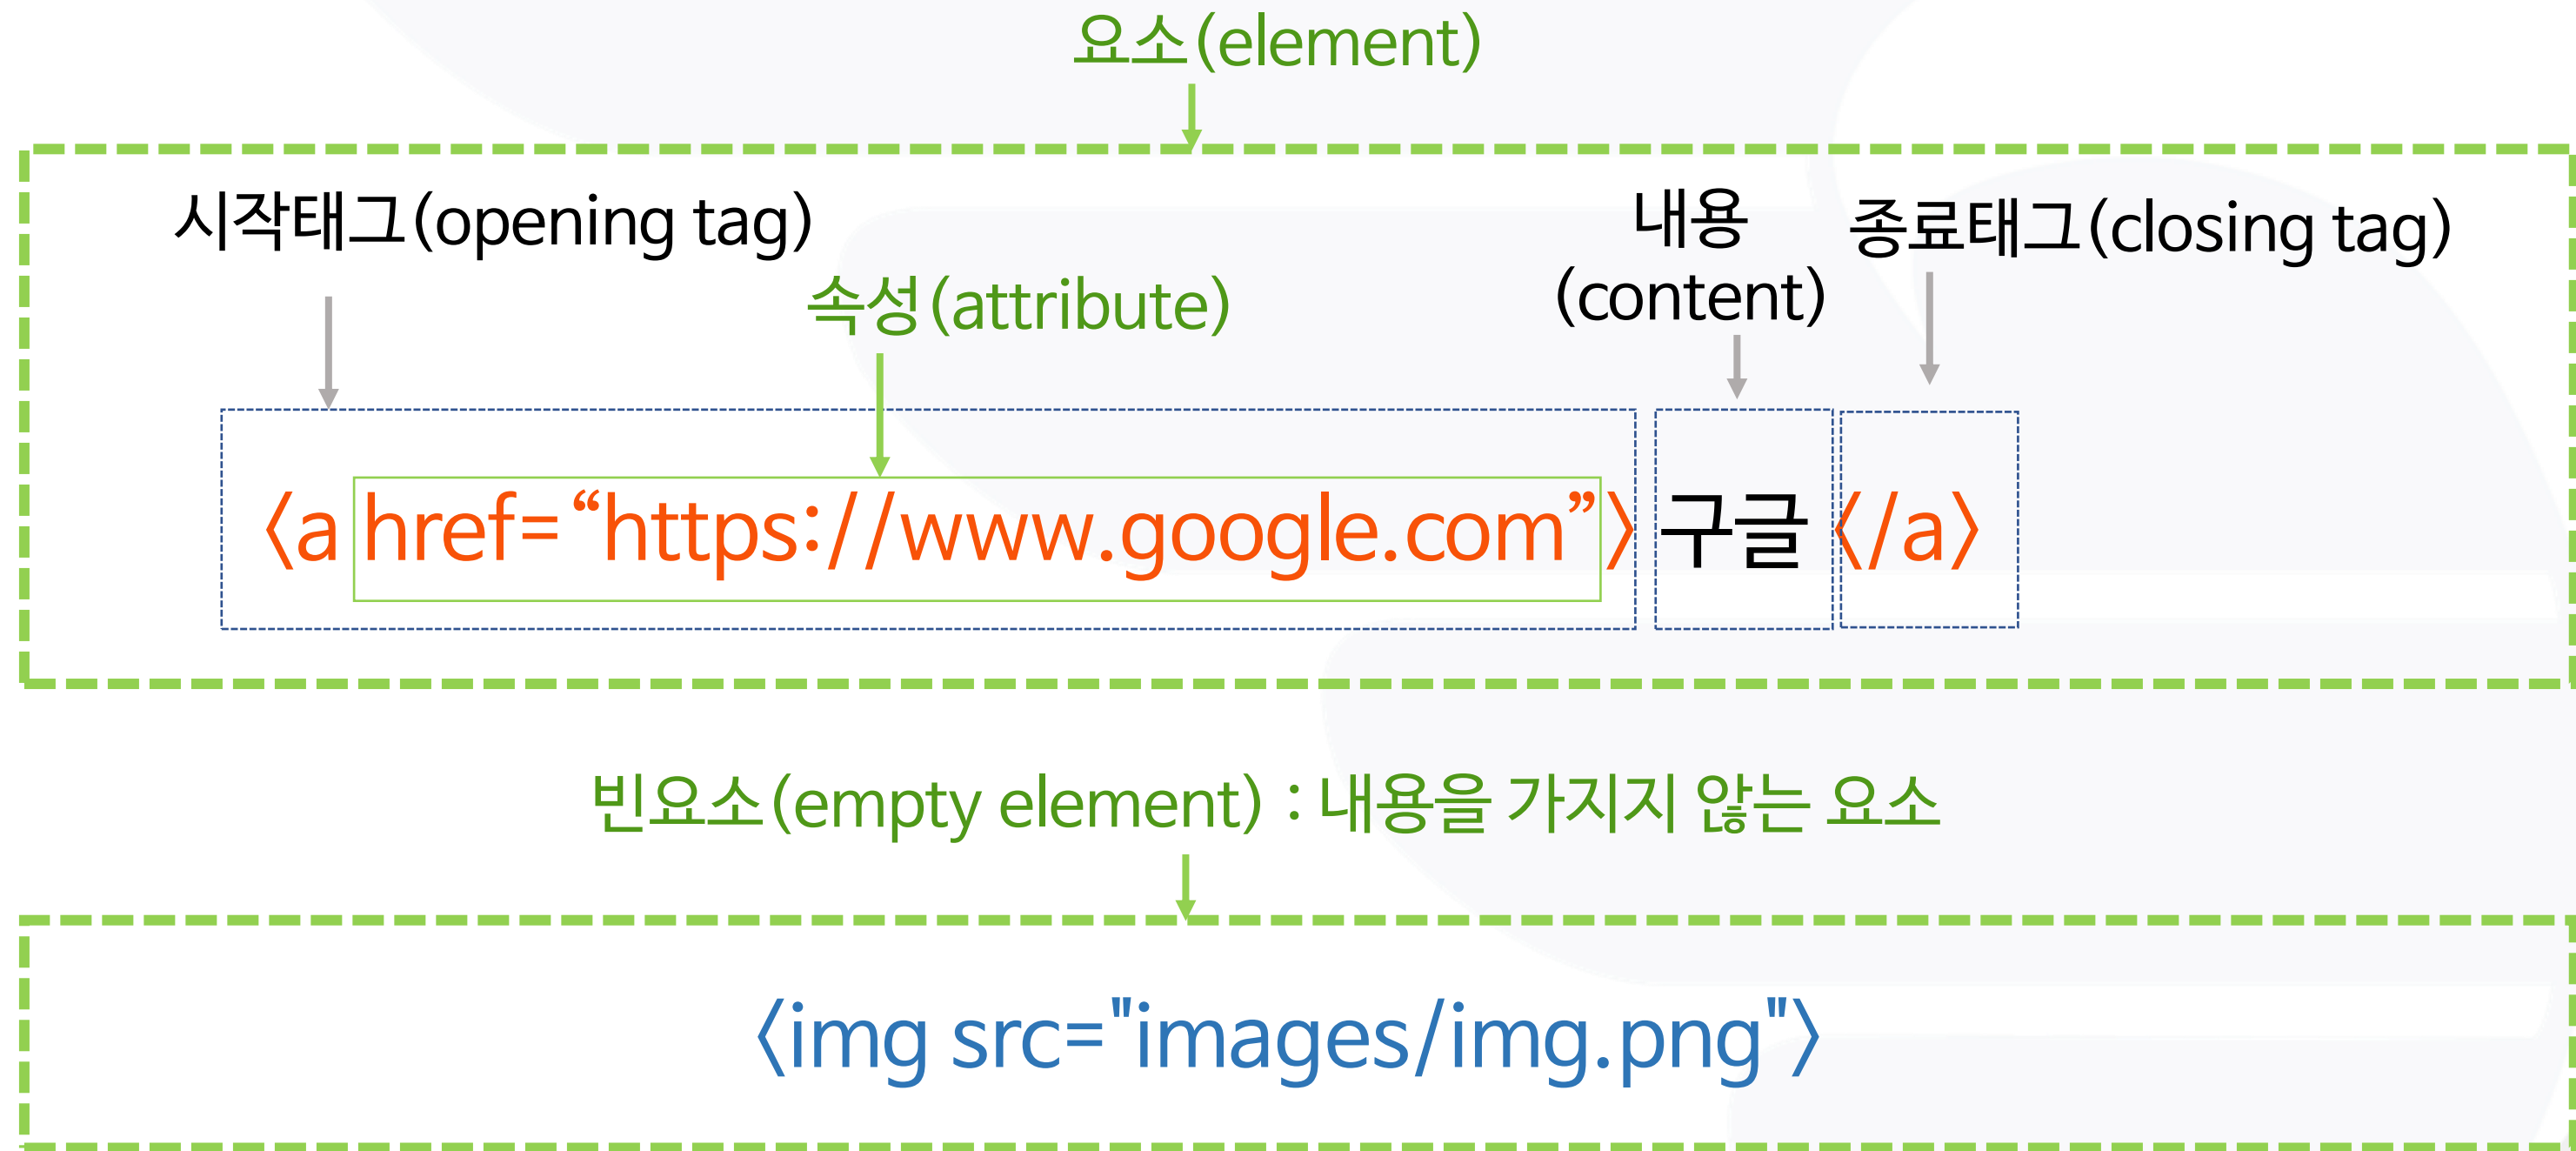 요소(element)
시작태그(opening tag)
속성(attribute)
내용
(content)
종료태그(closing tag)
<a href=“https://www.google.com”> 구글 </a>
빈요소(empty element) : 내용을 가지지 않는 요소
<img src="images/img.png">